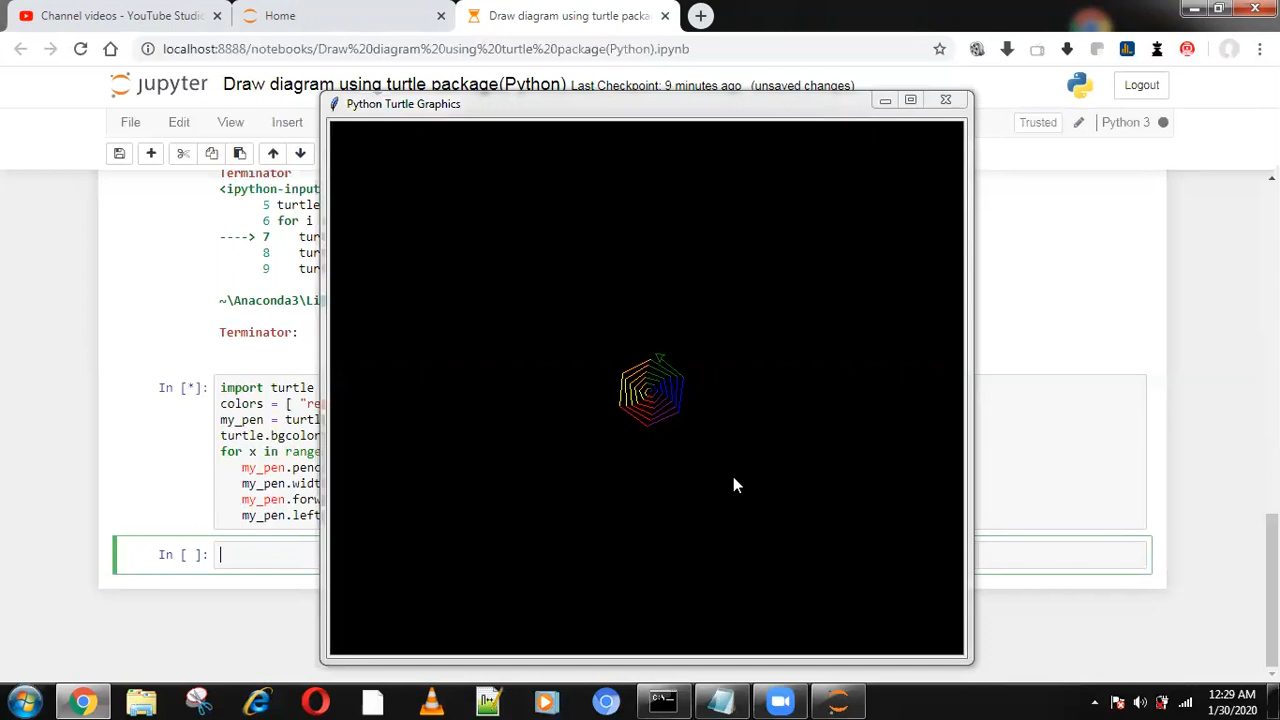 Channel videos - YouTube Studi
Home
Draw diagram using turtle packa
localhost:8888/notebooks/Draw%20diagram%20using%20turtle%20package(Python).ipynb
jupyter Draw diagram using turtle package(Python) Last Checkpoint: 9 minutes ago (unsaved changes)
Logout
Python Turtle Graphics
File Edit View Insert
Trusted Python 3
Terminator
<ipython-input
5 turtle
6 for i
----> 7 tur
8 tur
9 tur
~\Anaconda3\Li
Terminator:
In [*]: import turtle
colors = [ "re
my_pen = turtl
turtle.bgcolor
for x in range
my_pen.penc
my_pen.widt
my_pen.forw
my_pen.left
In [ ]:
12:29 AM
1/30/2020